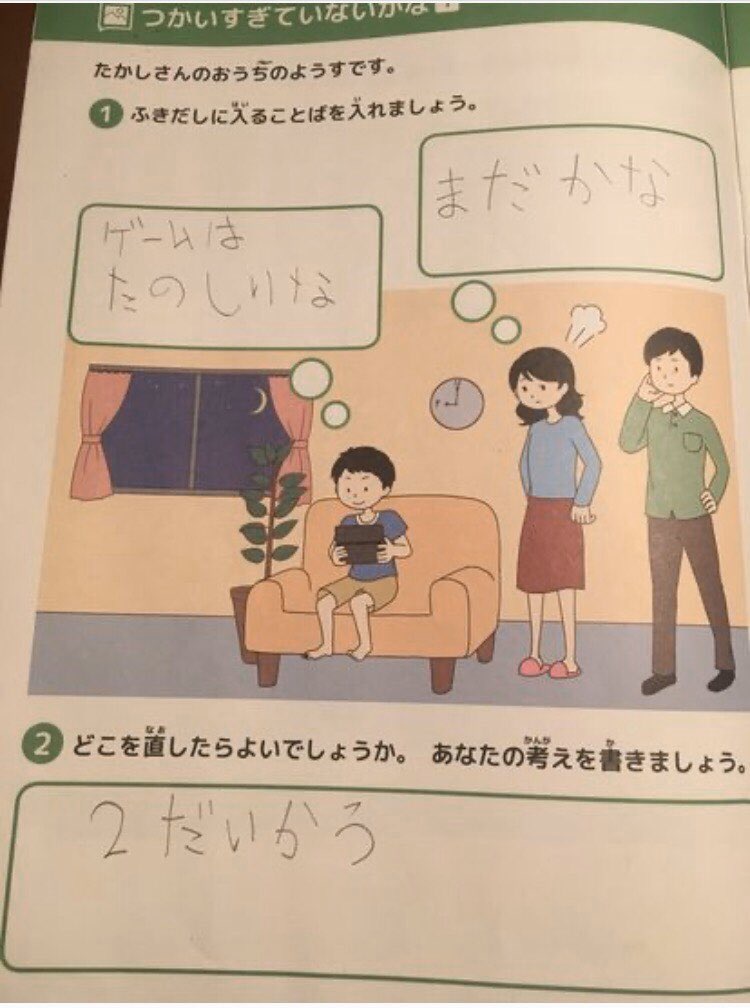 つかいすぎていないかな
たかしさんのおうちのようすです。
1 ふきだしに入ることばを入れましょう。
まだかな
ゲームは
たのしいな
2 どこを直したらよいでしょうか。 あなたの考えを書きましょう。
2だいかう